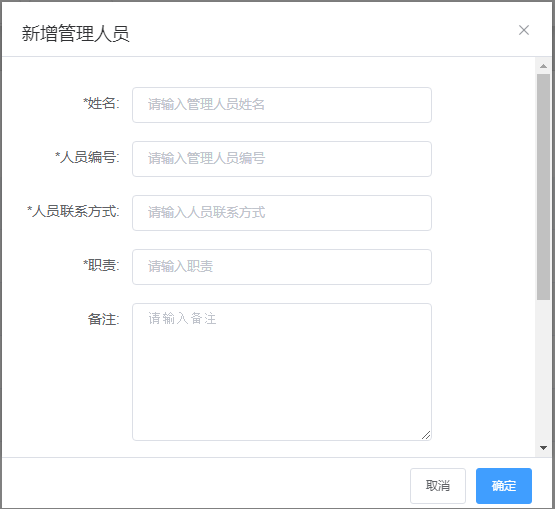 新增管理人员
*姓名: 请输入管理人员姓名
*人员编号: 请输入管理人员编号
*人员联系方式: 请输入人员联系方式
*职责: 请输入职责
备注: 请输入备注
取消 确定